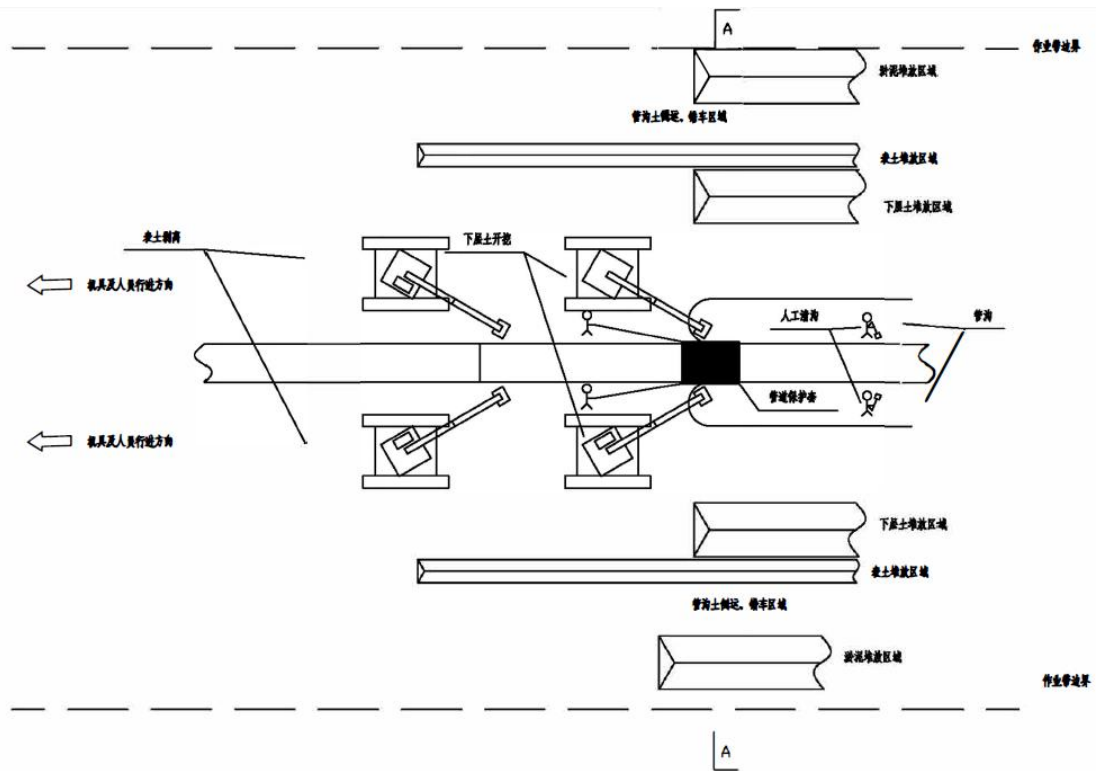 A
作业带边界
淤泥堆放区域
管沟土倒运、错车区域
表土堆放区域
下层土堆放区域
表土剥离
下层土开挖
机具及人员行进方向
人工清沟
管沟
管道保护套
机具及人员行进方向
下层土堆放区域
表土堆放区域
管沟土倒运、错车区域
淤泥堆放区域
作业带边界
A